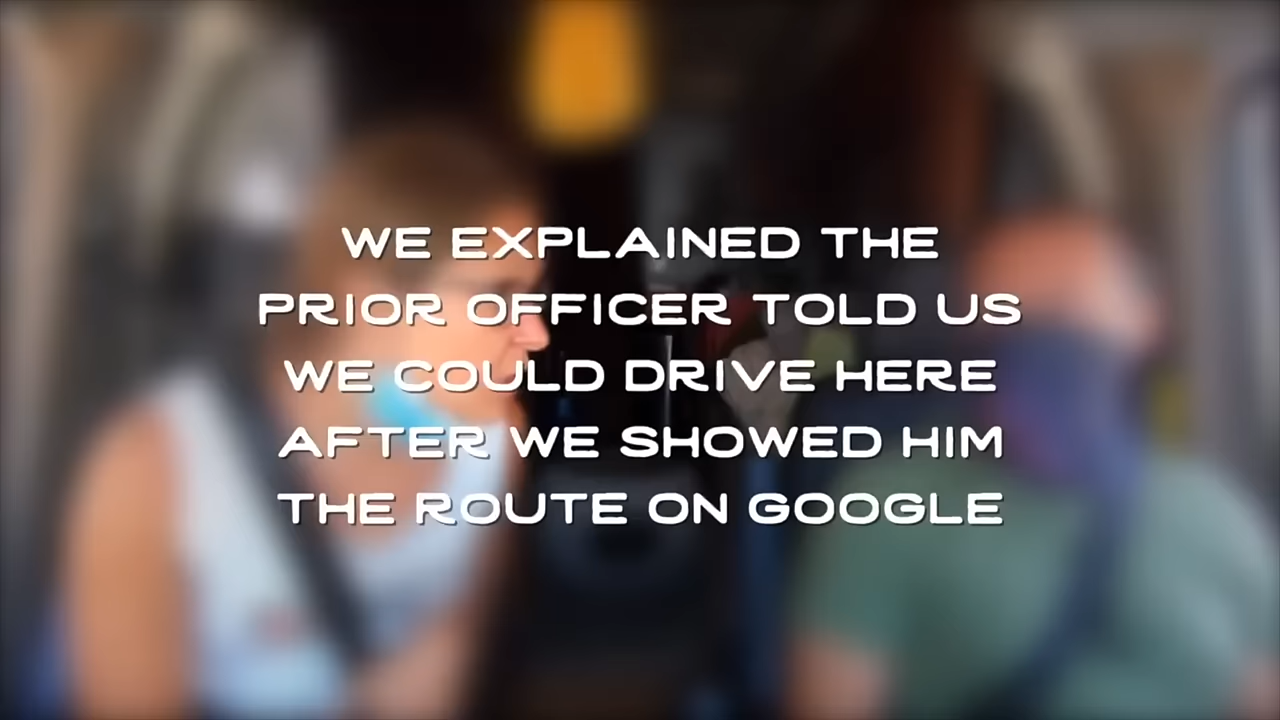 WE EXPLAINED THE
PRIOR OFFICER TOLD US
WE COULD DRIVE HERE
AFTER WE SHOWED HIM
THE ROUTE ON GOOGLE